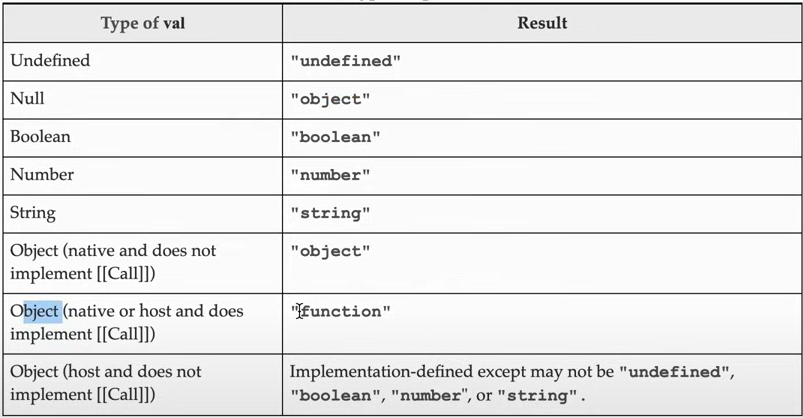 Type of val
Result
Undefined
"undefined"
Null
"object"
Boolean
"boolean"
Number
"number"
String
"string"
Object (native and does not
implement [[Call]])
"object"
Object (native or host and does
implement [[Call]])
"function"
Object (host and does not
implement [[Call]])
Implementation-defined except may not be "undefined",
"boolean", "number", or "string".